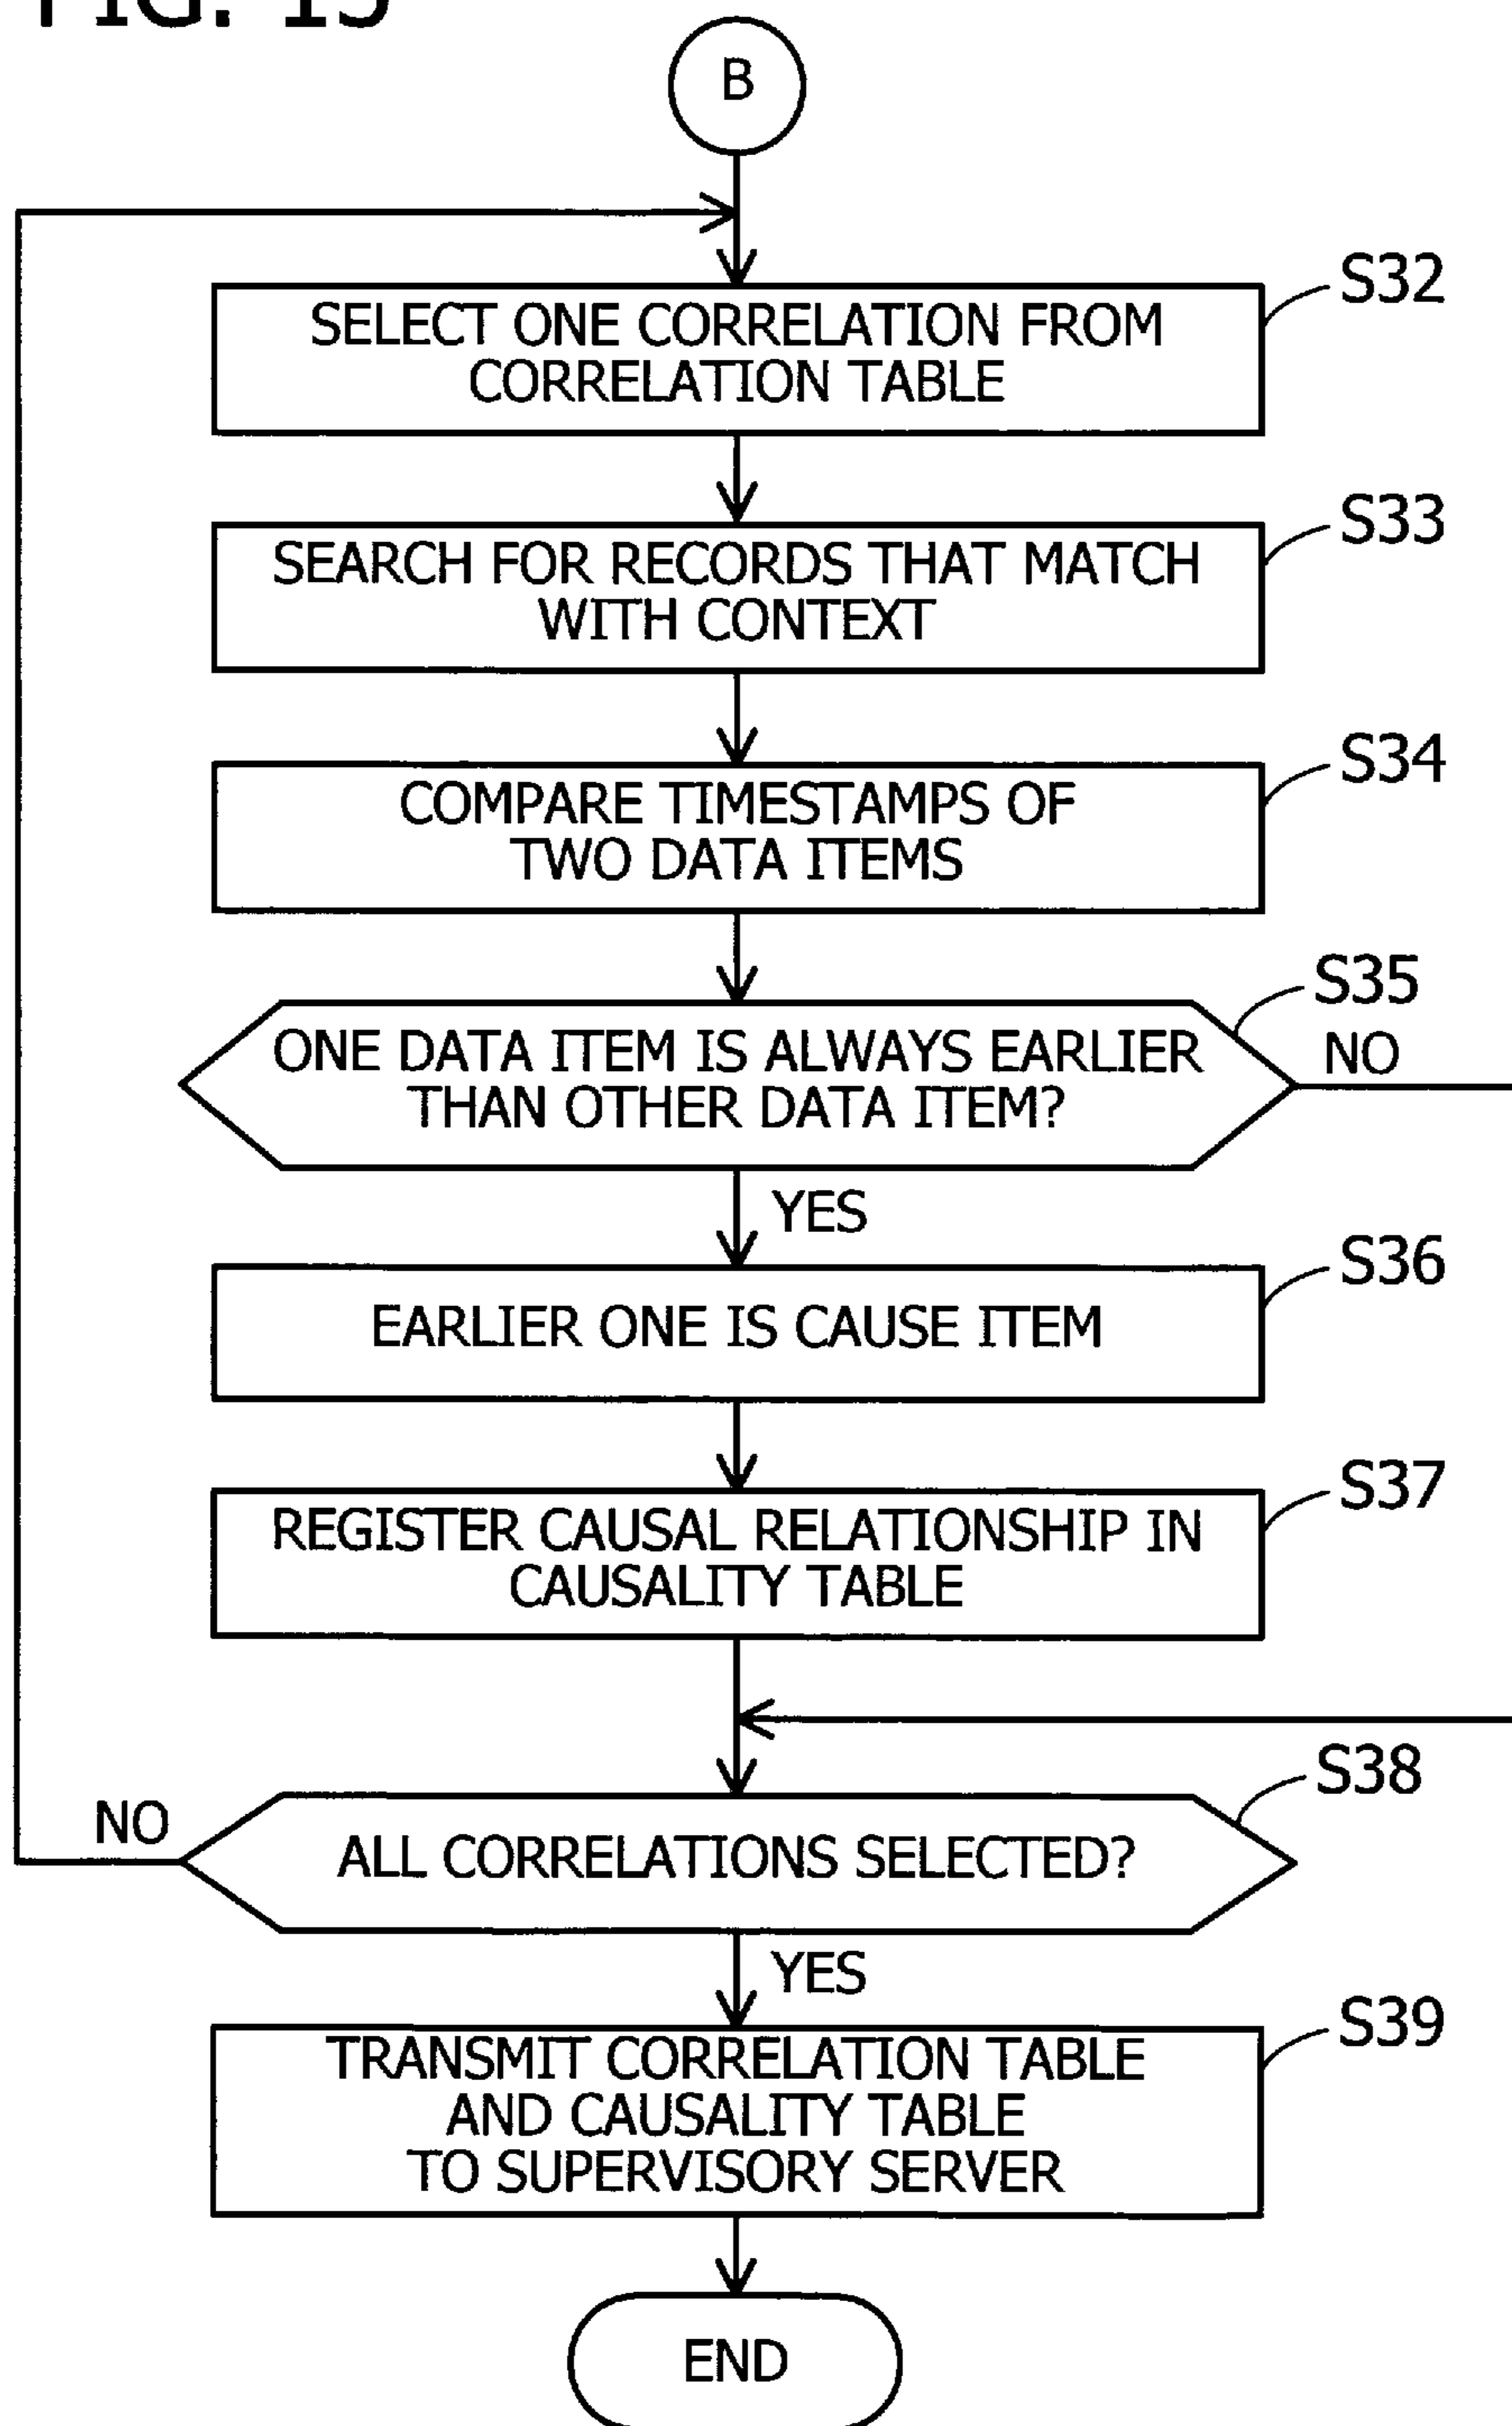 B
S32
SELECT ONE CORRELATION FROM
CORRELATION TABLE
S33
SEARCH FOR RECORDS THAT MATCH
WITH CONTEXT
S34
COMPARE TIMESTAMPS OF
TWO DATA ITEMS
S35
ONE DATA ITEM IS ALWAYS EARLIER
THAN OTHER DATA ITEM?
NO
YES
S36
EARLIER ONE IS CAUSE ITEM
S37
REGISTER CAUSAL RELATIONSHIP IN
CAUSALITY TABLE
S38
NO
ALL CORRELATIONS SELECTED?
YES
S39
TRANSMIT CORRELATION TABLE
AND CAUSALITY TABLE
TO SUPERVISORY SERVER
END